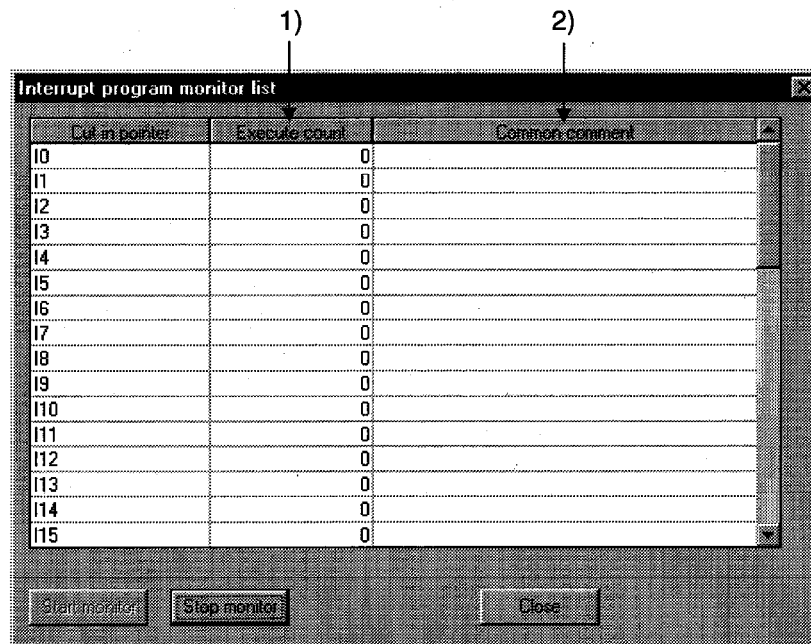 1) 2)
Interrupt program monitor list
Cut in pointer Execute count Common comment
I0 0
I1 0
I2 0
I3 0
I4 0
I5 0
I6 0
I7 0
I8 0
I9 0
I10 0
I11 0
I12 0
I13 0
I14 0
I15 0
Start monitor Stop monitor Close